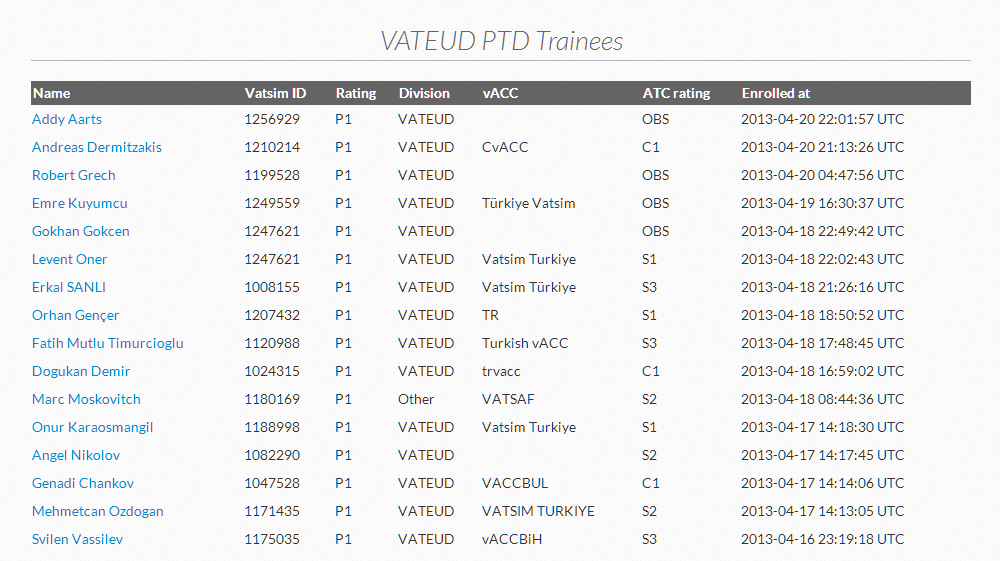 VATEUD PTD Trainees
Name Vatsim ID Rating Division vACC ATC rating Enrolled at
Addy Aarts 1256929 P1 VATEUD OBS 2013-04-20 22:01:57 UTC
Andreas Dermitzakis 1210214 P1 VATEUD CvACC C1 2013-04-20 21:13:26 UTC
Robert Grech 1199528 P1 VATEUD OBS 2013-04-20 04:47:56 UTC
Emre Kuyumcu 1249559 P1 VATEUD Türkiye Vatsim OBS 2013-04-19 16:30:37 UTC
Gokhan Gokcen 1247621 P1 VATEUD OBS 2013-04-18 22:49:42 UTC
Levent Oner 1247621 P1 VATEUD Vatsim Turkiye S1 2013-04-18 22:02:43 UTC
Erkal SANLI 1008155 P1 VATEUD Vatsim Türkiye S3 2013-04-18 21:26:16 UTC
Orhan Gençer 1207432 P1 VATEUD TR S1 2013-04-18 18:50:52 UTC
Fatih Mutlu Timurcioglu 1120988 P1 VATEUD Turkish vACC S3 2013-04-18 17:48:45 UTC
Dogukan Demir 1024315 P1 VATEUD trvacc C1 2013-04-18 16:59:02 UTC
Marc Moskovitch 1180169 P1 Other VATSAF S2 2013-04-18 08:44:36 UTC
Onur Karaosmangil 1188998 P1 VATEUD Vatsim Turkiye S1 2013-04-17 14:18:30 UTC
Angel Nikolov 1082290 P1 VATEUD S2 2013-04-17 14:17:45 UTC
Genadi Chankov 1047528 P1 VATEUD VACCBUL C1 2013-04-17 14:14:06 UTC
Mehmetcan Ozdogan 1171435 P1 VATEUD VATSIM TURKIYE S2 2013-04-17 14:13:05 UTC
Svilen Vassilev 1175035 P1 VATEUD vACCBiH S3 2013-04-16 23:19:18 UTC